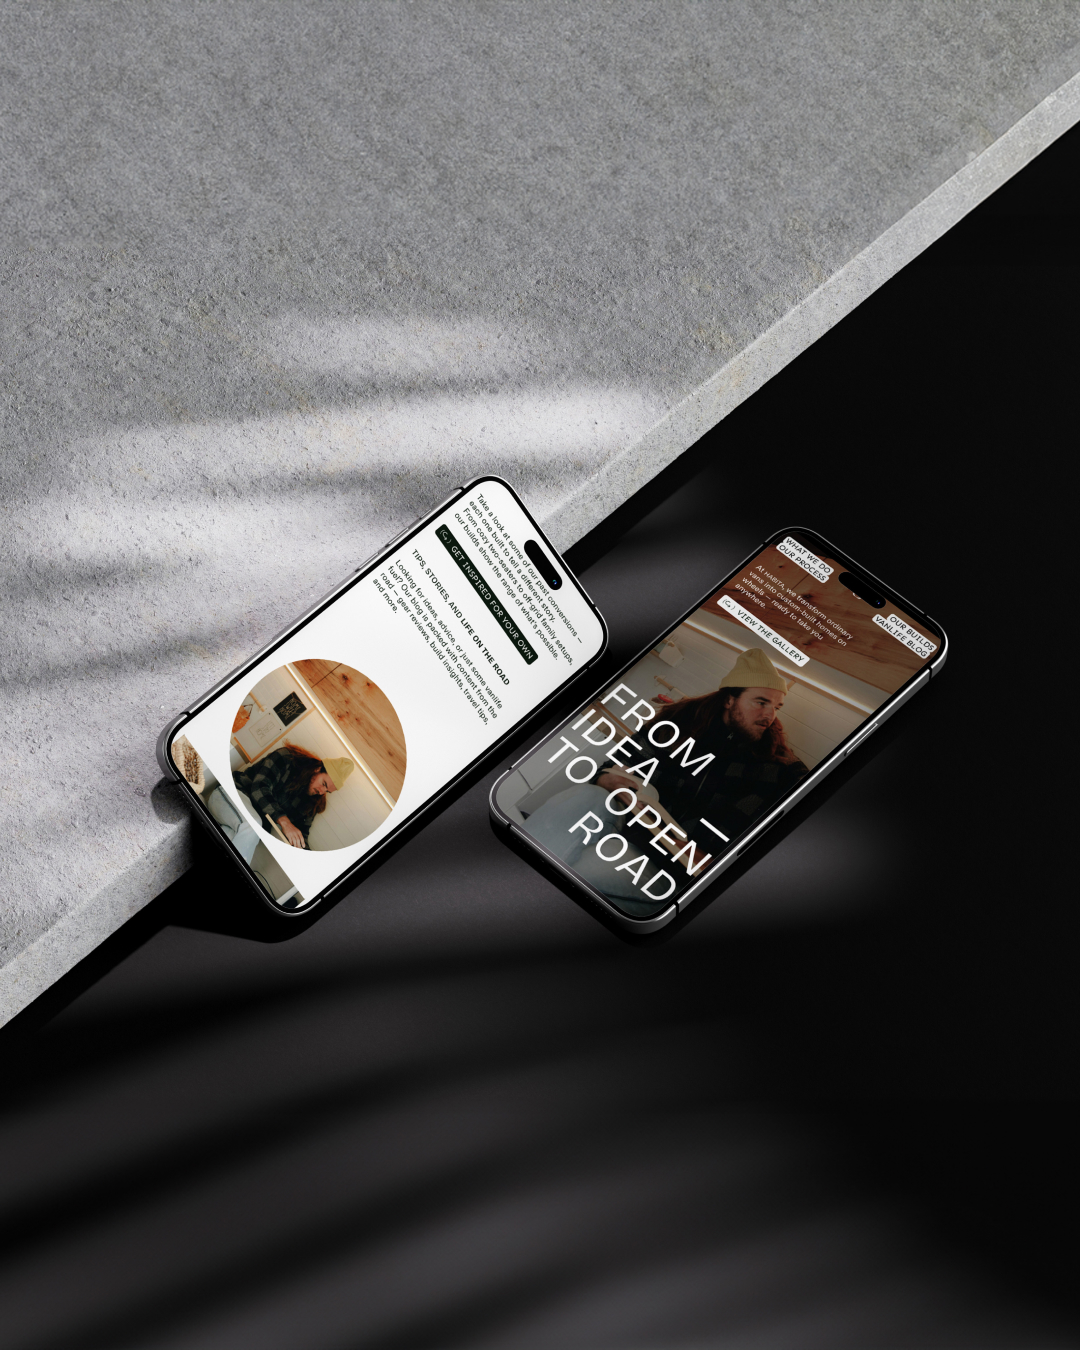 Take a look at some of our past conversions —
each one built to tell a different story.
From cozy two-seaters to off-grid family setups,
our builds show the range of what's possible.
(↪) GET INSPIRED FOR YOUR OWN
TIPS, STORIES, AND LIFE ON THE ROAD
Looking for ideas, advice, or just some vanlife
fuel? Our blog is packed with content from the
road — gear reviews, build insights, travel tips,
and more.
WHAT WE DO
OUR PROCESS
OUR BUILDS
VANLIFE BLOG
At HABITA, we transform ordinary
vans into custom-built homes on
wheels — ready to take you
anywhere.
(↪) VIEW THE GALLERY
FROM
IDEA —
TO OPEN
ROAD